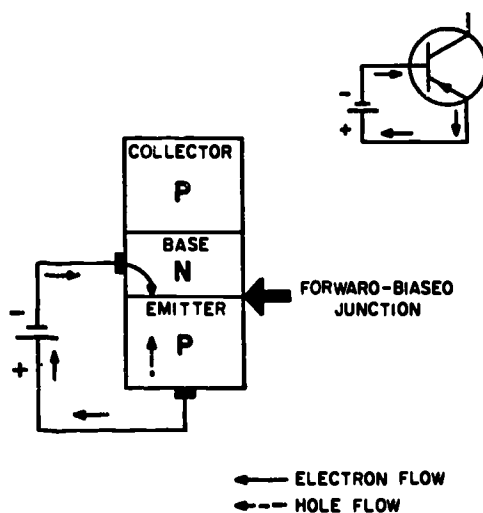 -
+
COLLECTOR
P
BASE
N
FORWARO-BIASEO
JUNCTION
EMITTER
P
-
+
ELECTRON FLOW
HOLE FLOW